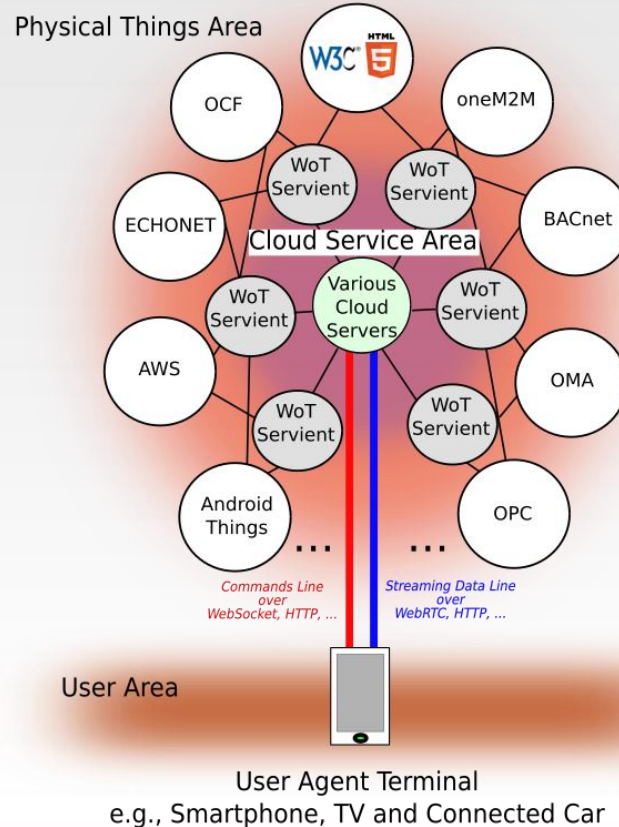 Physical Things Area
W3C®
HTML
5
OCF
oneM2M
WoT
Servient
WoT
Servient
ECHONET
BACnet
Cloud Service Area
Various
Cloud
Servers
WoT
Servient
WoT
Servient
AWS
OMA
WoT
Servient
WoT
Servient
Android
Things
OPC
...
...
Commands Line
over
WebSocket, HTTP, ...
Streaming Data Line
over
WebRTC, HTTP, ...
User Area
User Agent Terminal
e.g., Smartphone, TV and Connected Car